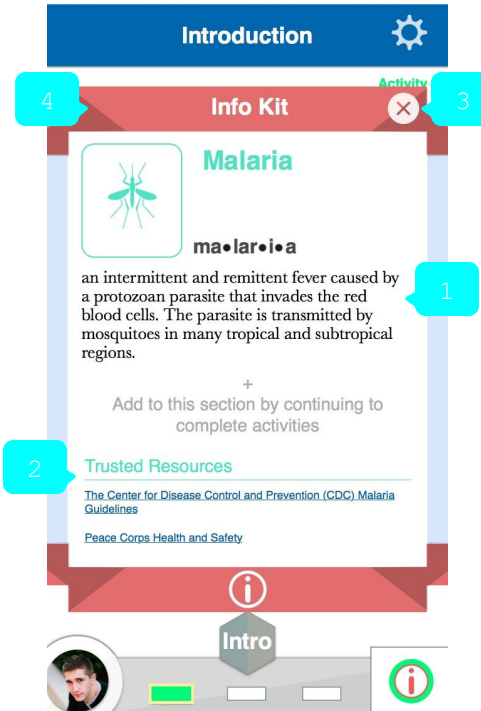 Introduction
Activity
4
Info Kit
3
Malaria
ma•lar•i•a
an intermittent and remittent fever caused by
a protozoan parasite that invades the red
blood cells. The parasite is transmitted by
mosquitoes in many tropical and subtropical
regions.
1
+
Add to this section by continuing to
complete activities
2
Trusted Resources
The Center for Disease Control and Prevention (CDC) Malaria
Guidelines
Peace Corps Health and Safety
Intro